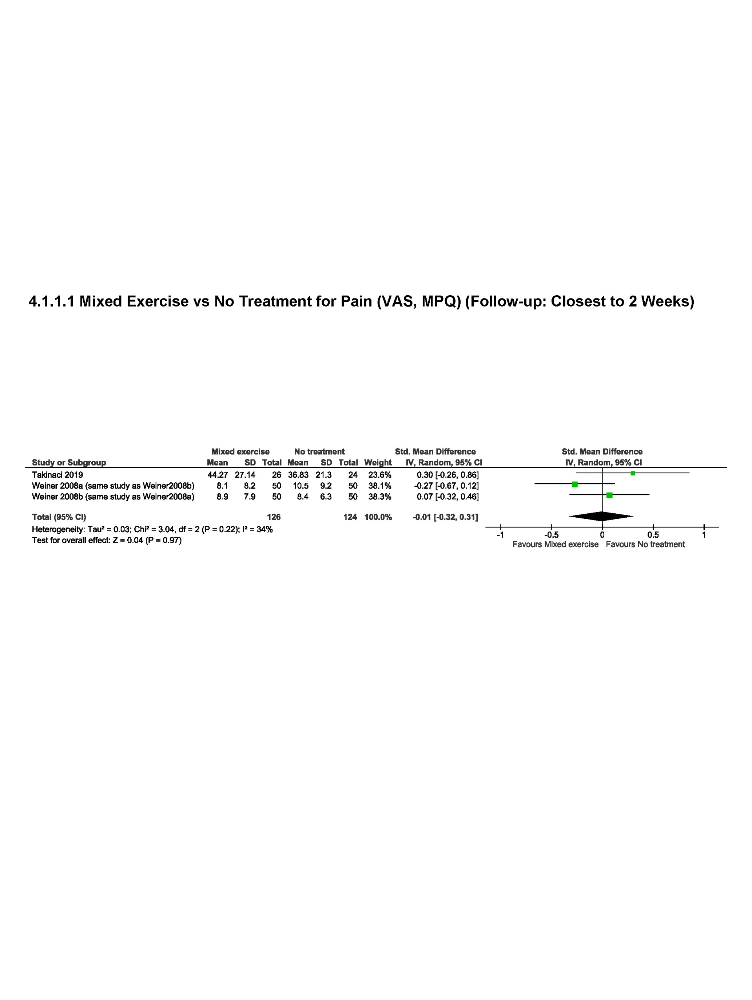 4.1.1.1 Mixed Exercise vs No Treatment for Pain (VAS, MPQ) (Follow-up: Closest to 2 Weeks)
Mixed exercise No treatment Std. Mean Difference Std. Mean Difference
Study or Subgroup Mean SD Total Mean SD Total Weight IV, Random, 95% CI IV, Random, 95% CI
Takinaci 2019 44.27 27.14 26 36.83 21.3 24 23.6% 0.30 [-0.26, 0.86]
Weiner 2008a (same study as Weiner2008b) 8.1 8.2 50 10.5 9.2 50 38.1% -0.27 [-0.67, 0.12]
Weiner 2008b (same study as Weiner2008a) 8.9 7.9 50 8.4 6.3 50 38.3% 0.07 [-0.32, 0.46]
Total (95% CI) 126 124 100.0% -0.01 [-0.32, 0.31]
Heterogeneity: Tau² = 0.03; Chi² = 3.04, df = 2 (P = 0.22); I² = 34%
Test for overall effect: Z = 0.04 (P = 0.97)
-1 -0.5 0 0.5 1
Favours Mixed exercise Favours No treatment